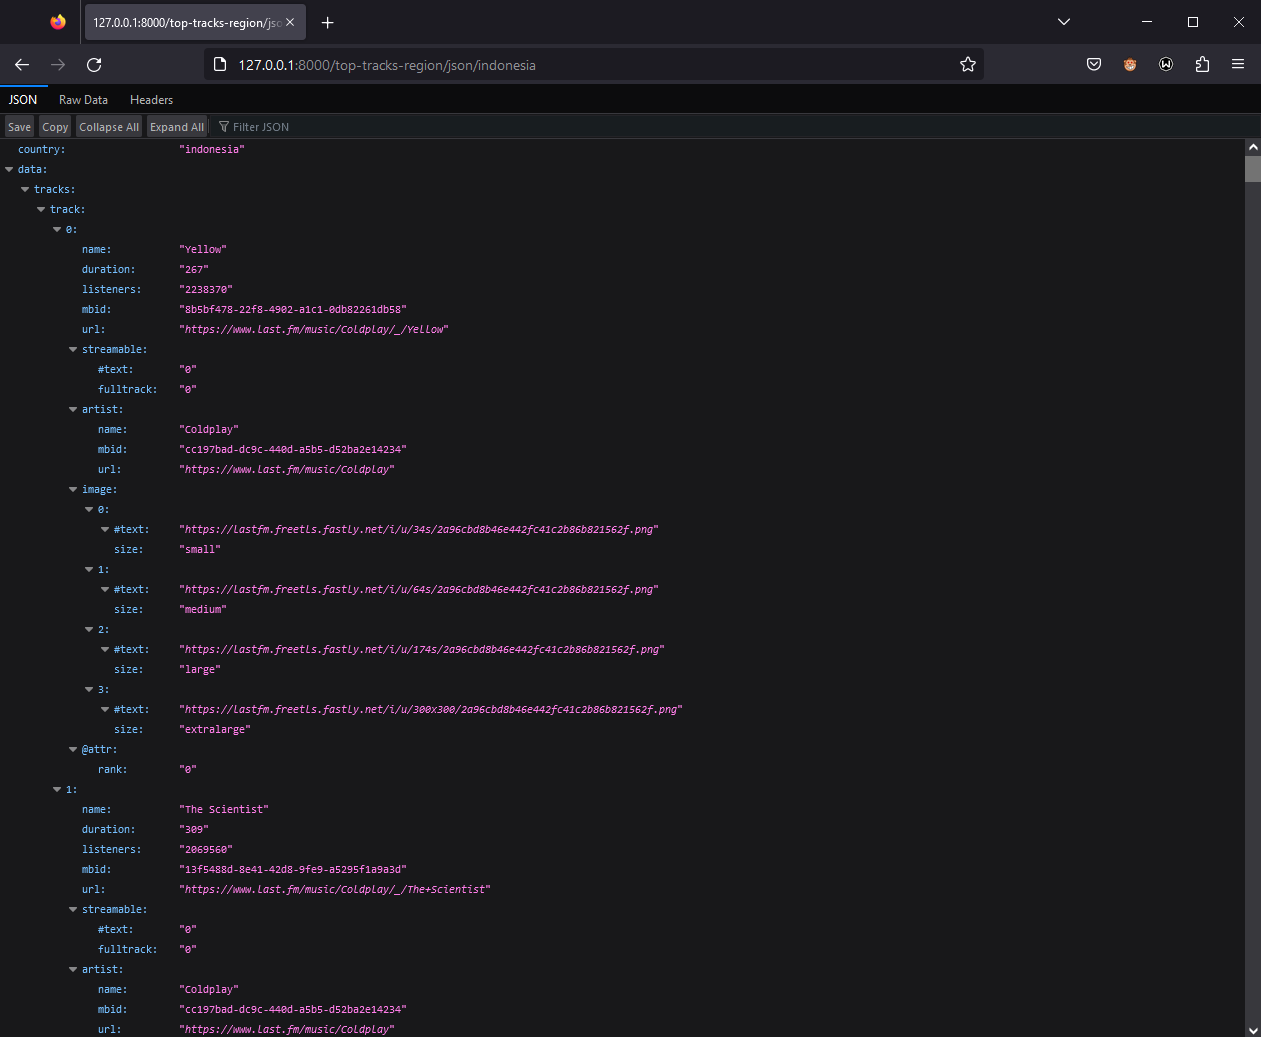 127.0.0.1:8000/top-tracks-region/jso
127.0.0.1:8000/top-tracks-region/json/indonesia
JSON Raw Data Headers
Save Copy Collapse All Expand All Filter JSON
country: "indonesia"
data:
tracks:
track:
0:
name: "Yellow"
duration: "267"
listeners: "2238370"
mbid: "8b5bf478-22f8-4902-a1c1-0db82261db58"
url: "https://www.last.fm/music/Coldplay/_/Yellow"
streamable:
#text: "0"
fulltrack: "0"
artist:
name: "Coldplay"
mbid: "cc197bad-dc9c-440d-a5b5-d52ba2e14234"
url: "https://www.last.fm/music/Coldplay"
image:
0:
#text: "https://lastfm.freetls.fastly.net/i/u/34s/2a96cbd8b46e442fc41c2b86b821562f.png"
size: "small"
1:
#text: "https://lastfm.freetls.fastly.net/i/u/64s/2a96cbd8b46e442fc41c2b86b821562f.png"
size: "medium"
2:
#text: "https://lastfm.freetls.fastly.net/i/u/174s/2a96cbd8b46e442fc41c2b86b821562f.png"
size: "large"
3:
#text: "https://lastfm.freetls.fastly.net/i/u/300x300/2a96cbd8b46e442fc41c2b86b821562f.png"
size: "extralarge"
@attr:
rank: "0"
1:
name: "The Scientist"
duration: "309"
listeners: "2069560"
mbid: "13f5488d-8e41-42d8-9fe9-a5295f1a9a3d"
url: "https://www.last.fm/music/Coldplay/_/The+Scientist"
streamable:
#text: "0"
fulltrack: "0"
artist:
name: "Coldplay"
mbid: "cc197bad-dc9c-440d-a5b5-d52ba2e14234"
url: "https://www.last.fm/music/Coldplay"